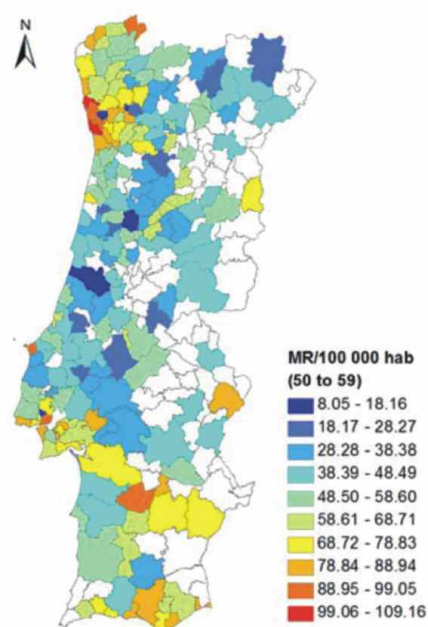 N
MR/100 000 hab
(50 to 59)
8.05 - 18.16
18.17 - 28.27
28.28 - 38.38
38.39 - 48.49
48.50 - 58.60
58.61 - 68.71
68.72 - 78.83
78.84 - 88.94
88.95 - 99.05
99.06 - 109.16